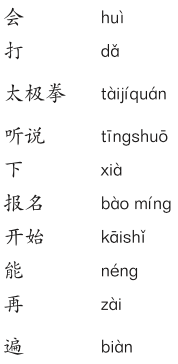 会 huì
打 dǎ
太极拳 tàijíquán
听说 tīngshuō
下 xià
报名 bào míng
开始 kāishǐ
能 néng
再 zài
遍 biàn